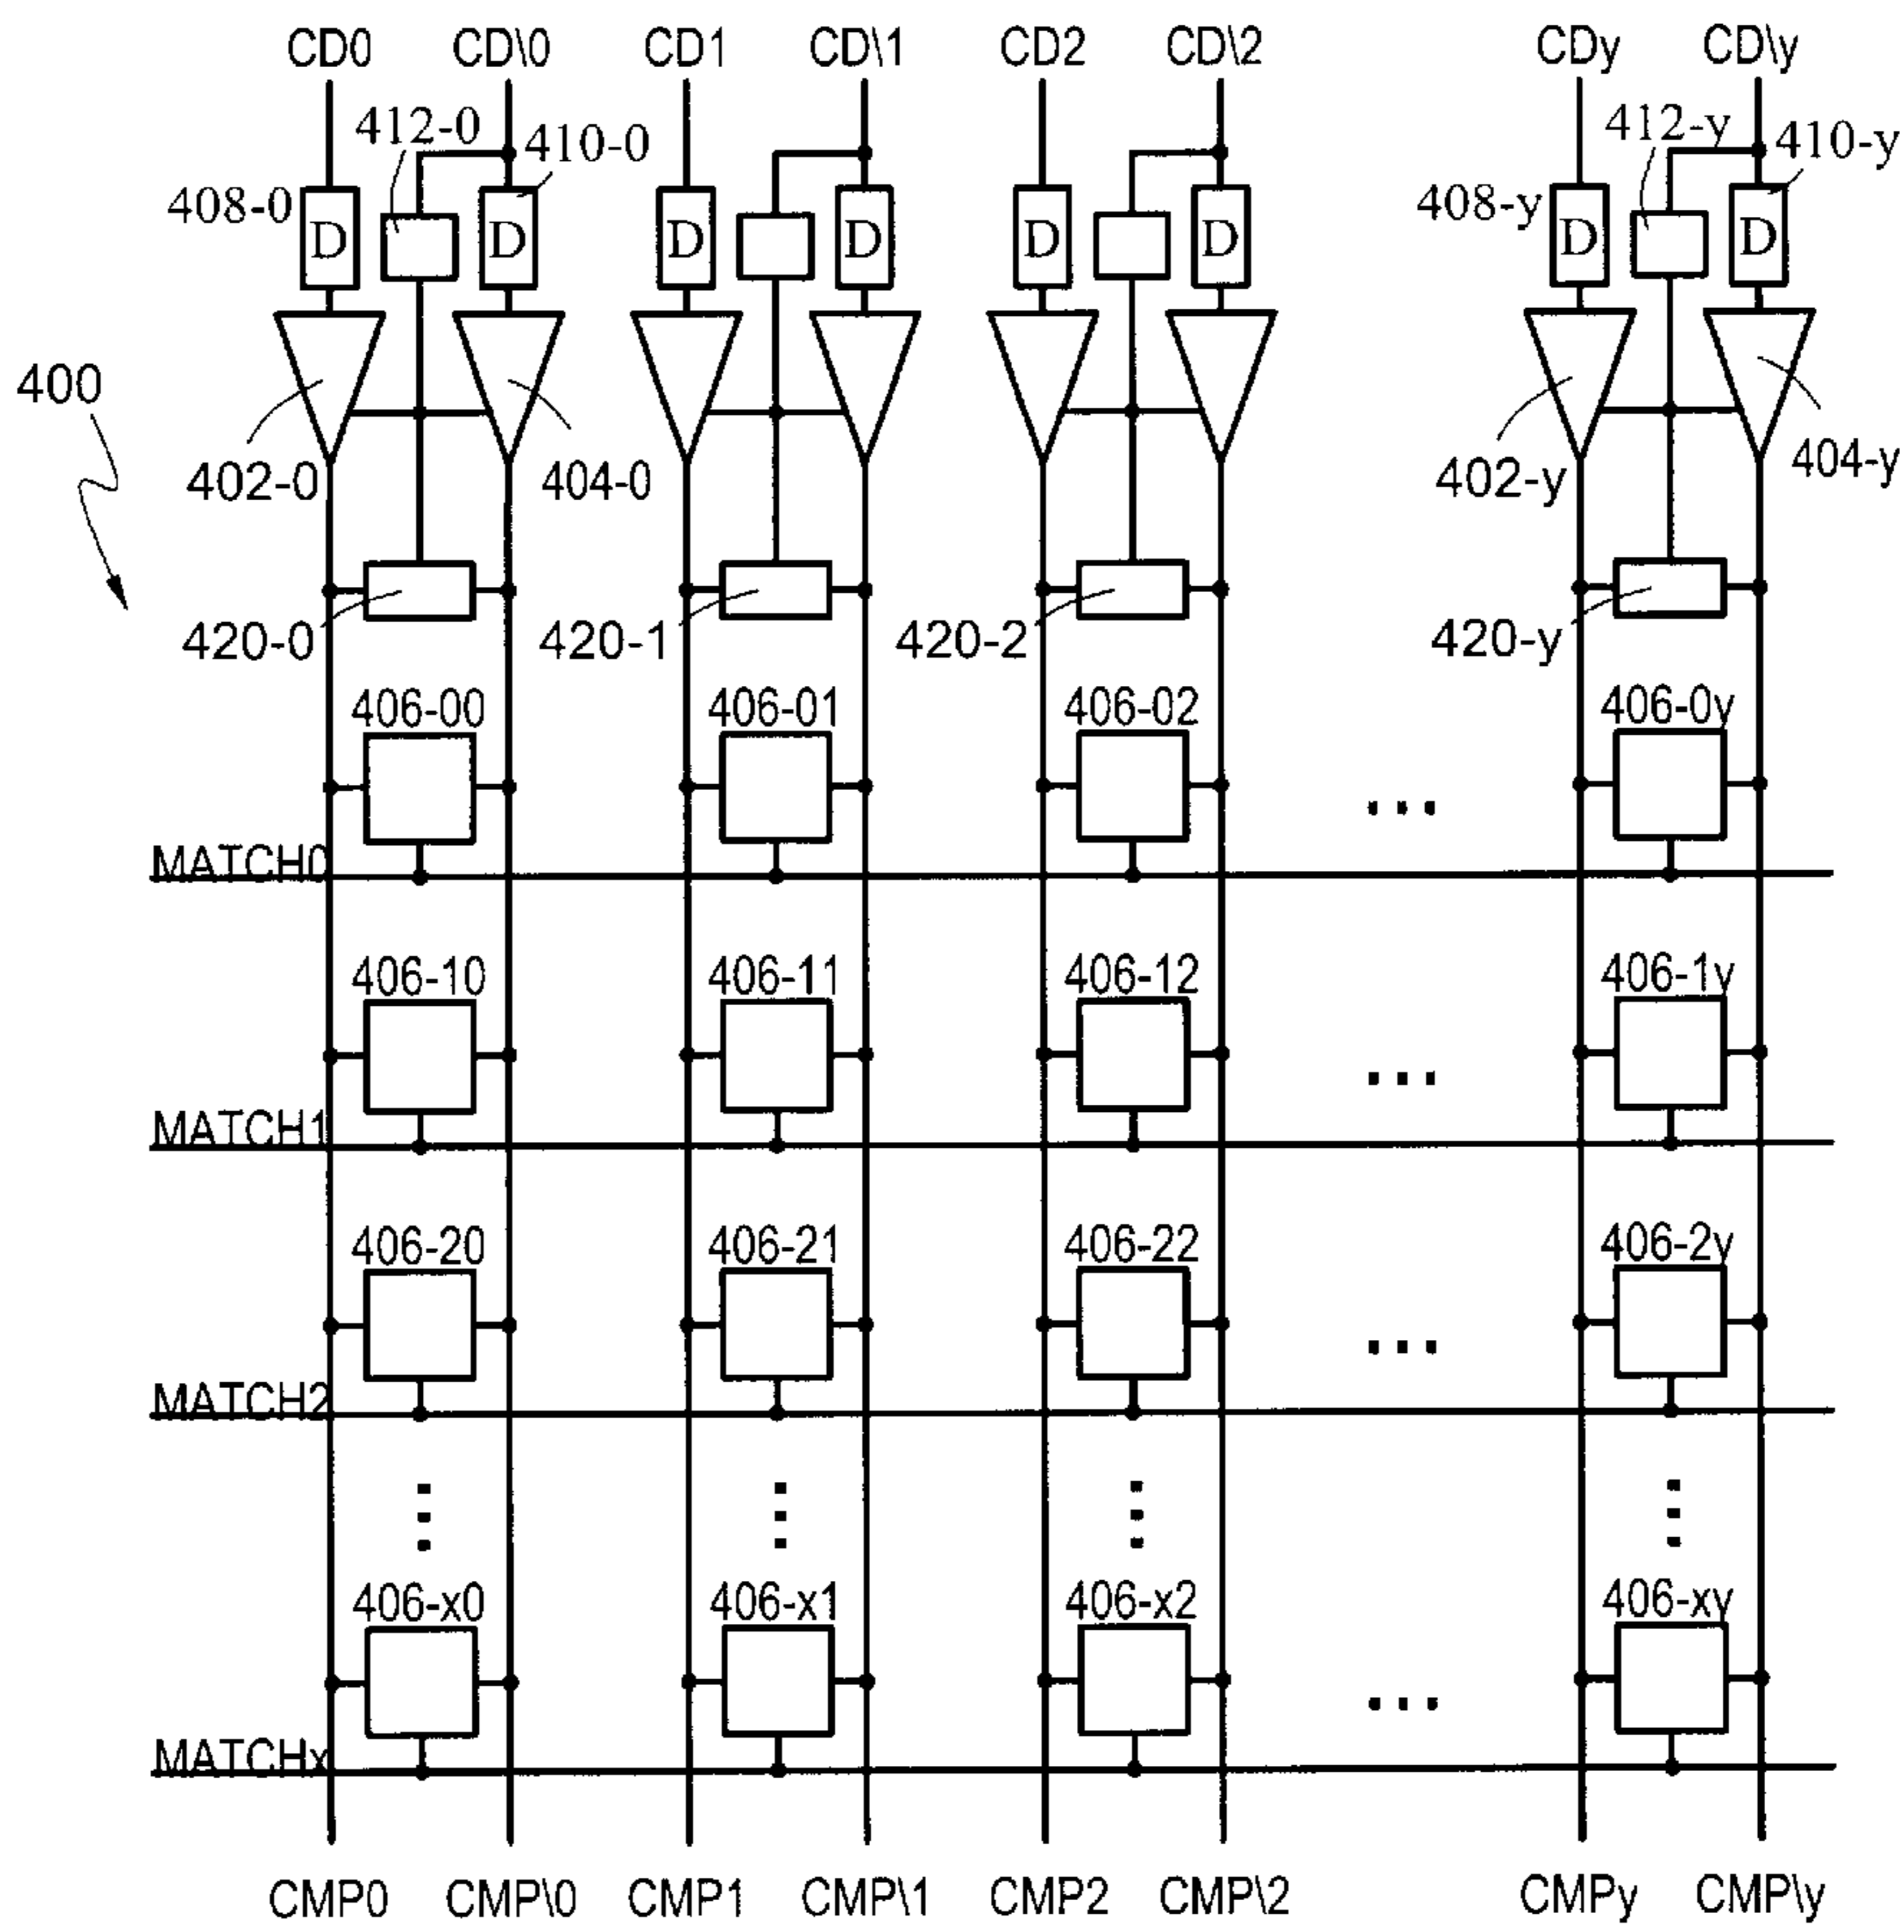 CD0 CD\0 CD1 CD\1 CD2 CD\2 CDy CD\y
412-0 410-0 412-y 410-y
408-0 D D D D D D 408-y D D
400
402-0 404-0 402-y 404-y
420-0 420-1 420-2 420-y
406-00 406-01 406-02 406-0y
...
MATCH0
406-10 406-11 406-12 406-1y
...
MATCH1
406-20 406-21 406-22 406-2y
...
MATCH2
406-x0 406-x1 406-x2 406-xy
...
MATCHx
CMP0 CMP\0 CMP1 CMP\1 CMP2 CMP\2 CMPy CMP\y